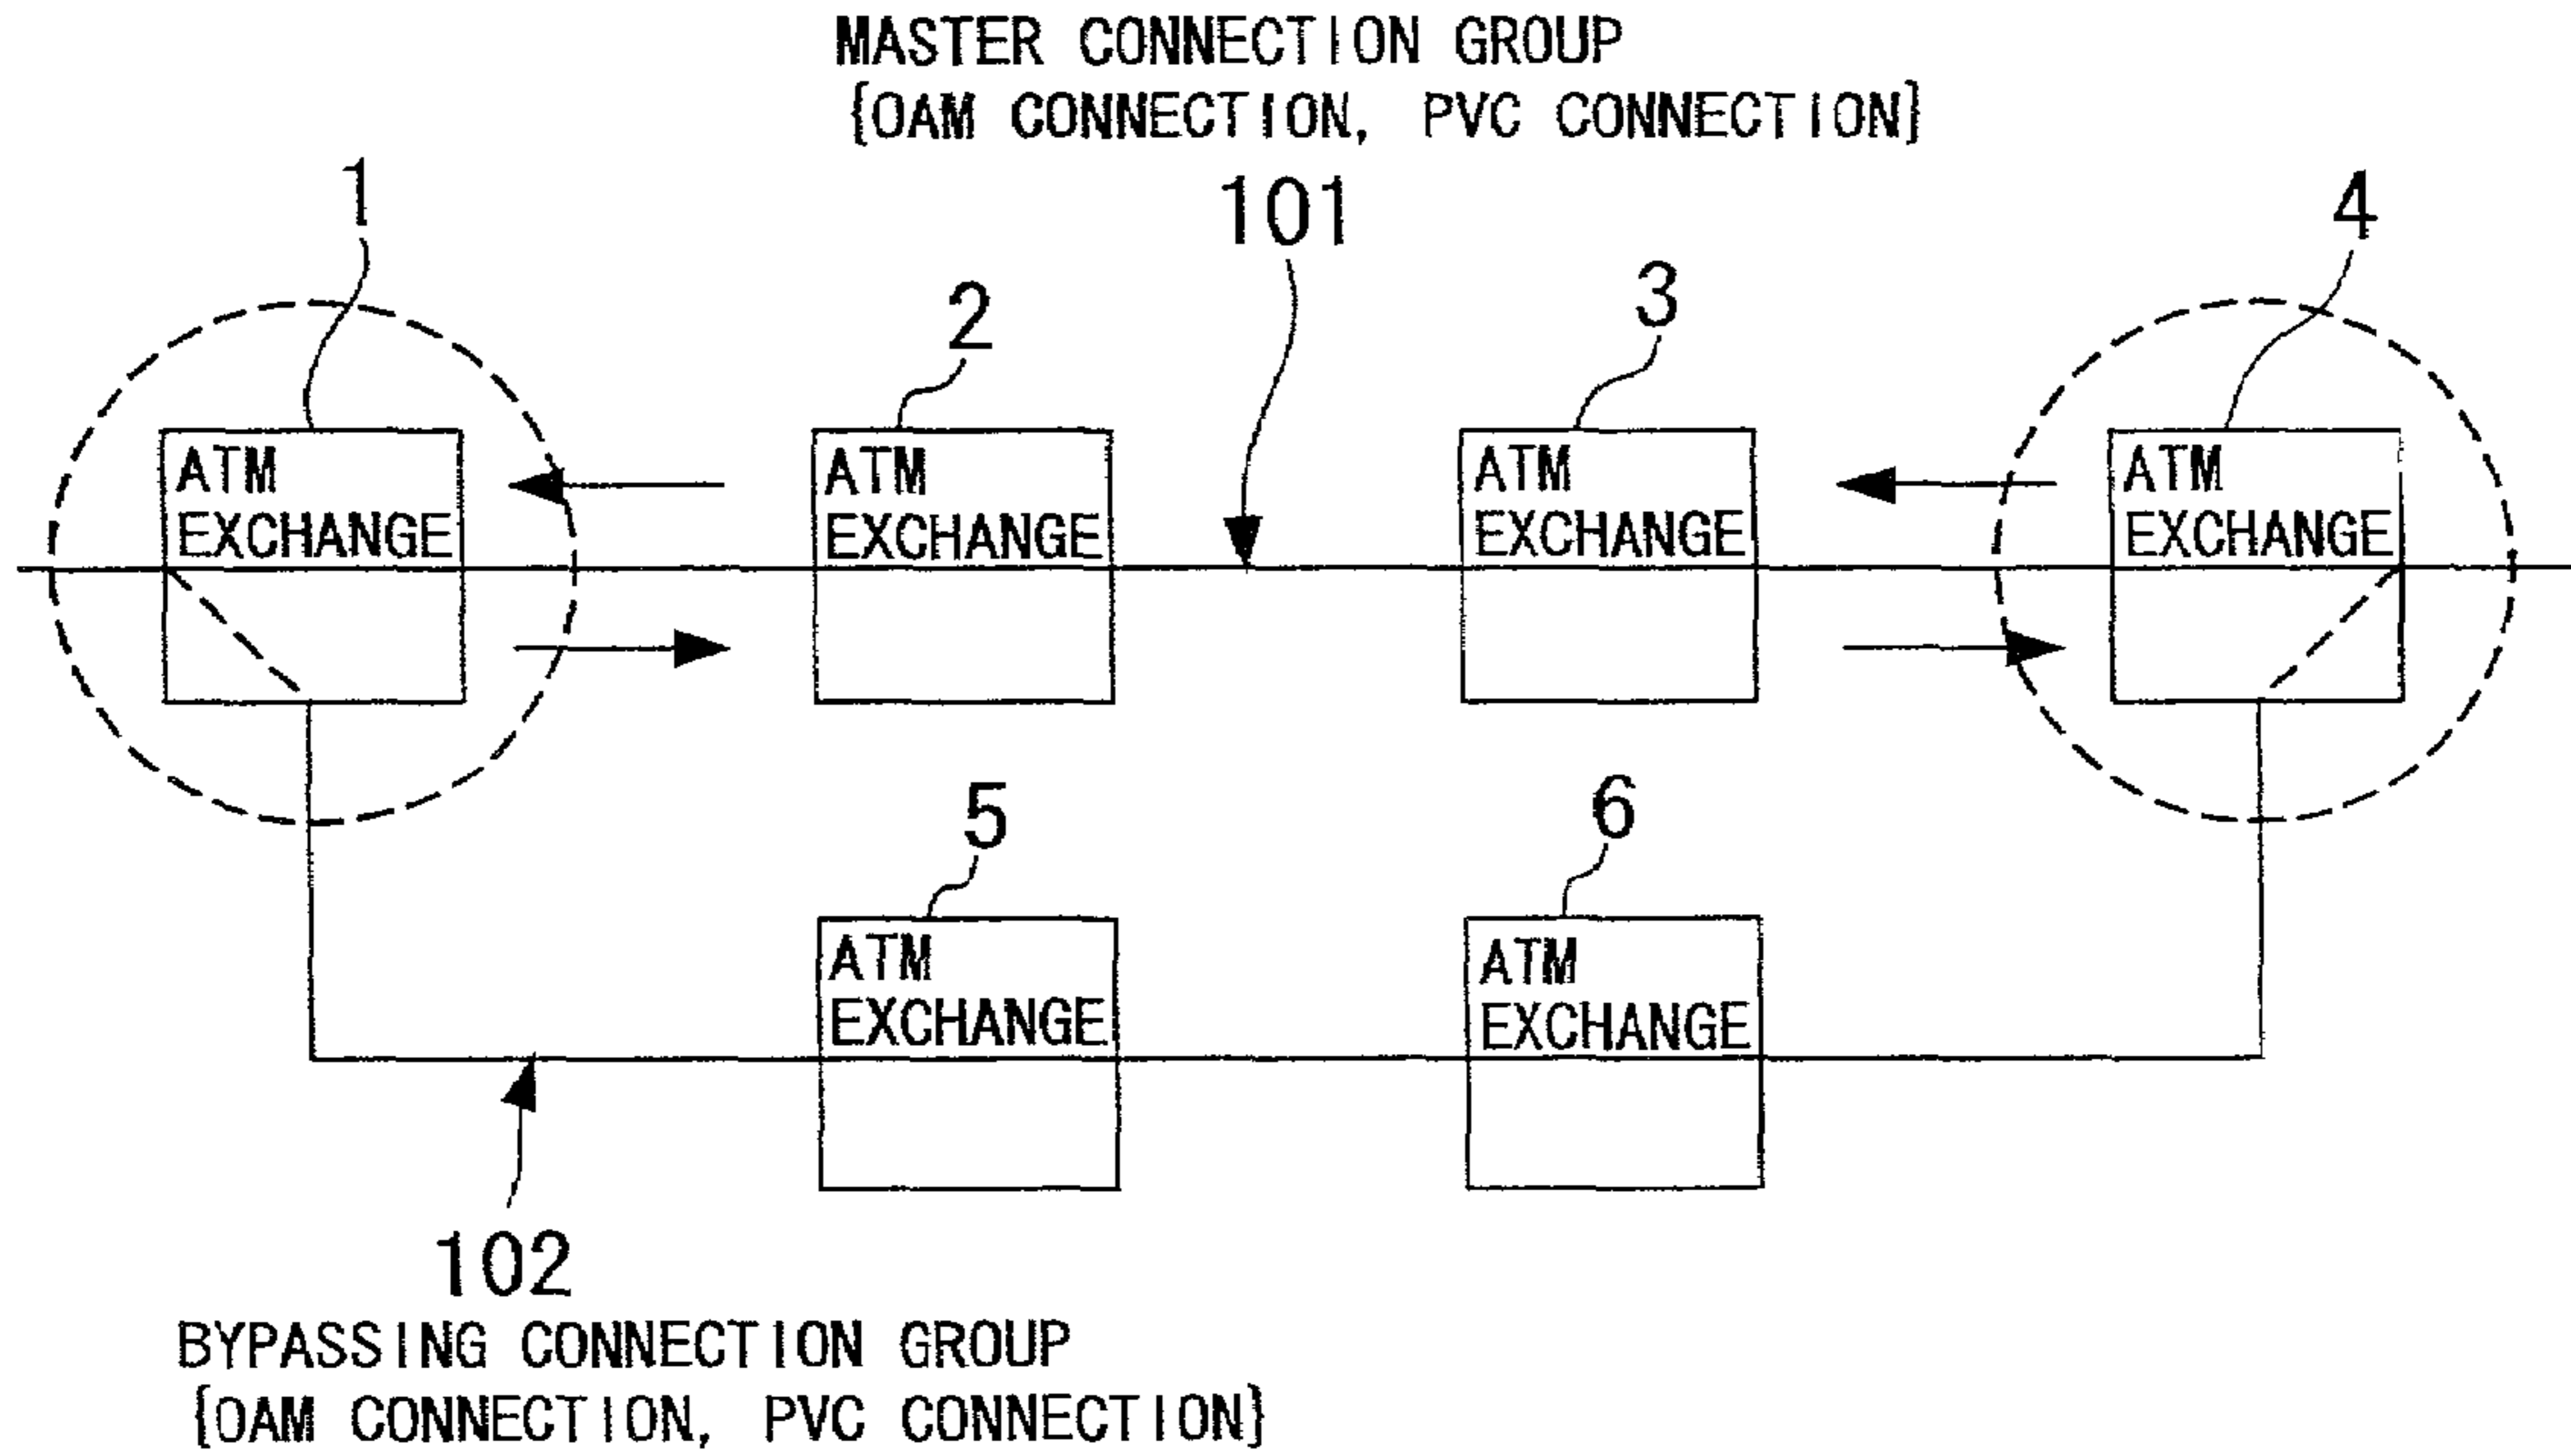 MASTER CONNECTION GROUP
{OAM CONNECTION, PVC CONNECTION}
1
101
4
2
3
ATM
EXCHANGE
ATM
EXCHANGE
ATM
EXCHANGE
ATM
EXCHANGE
5
6
ATM
EXCHANGE
ATM
EXCHANGE
102
BYPASSING CONNECTION GROUP
{OAM CONNECTION, PVC CONNECTION}